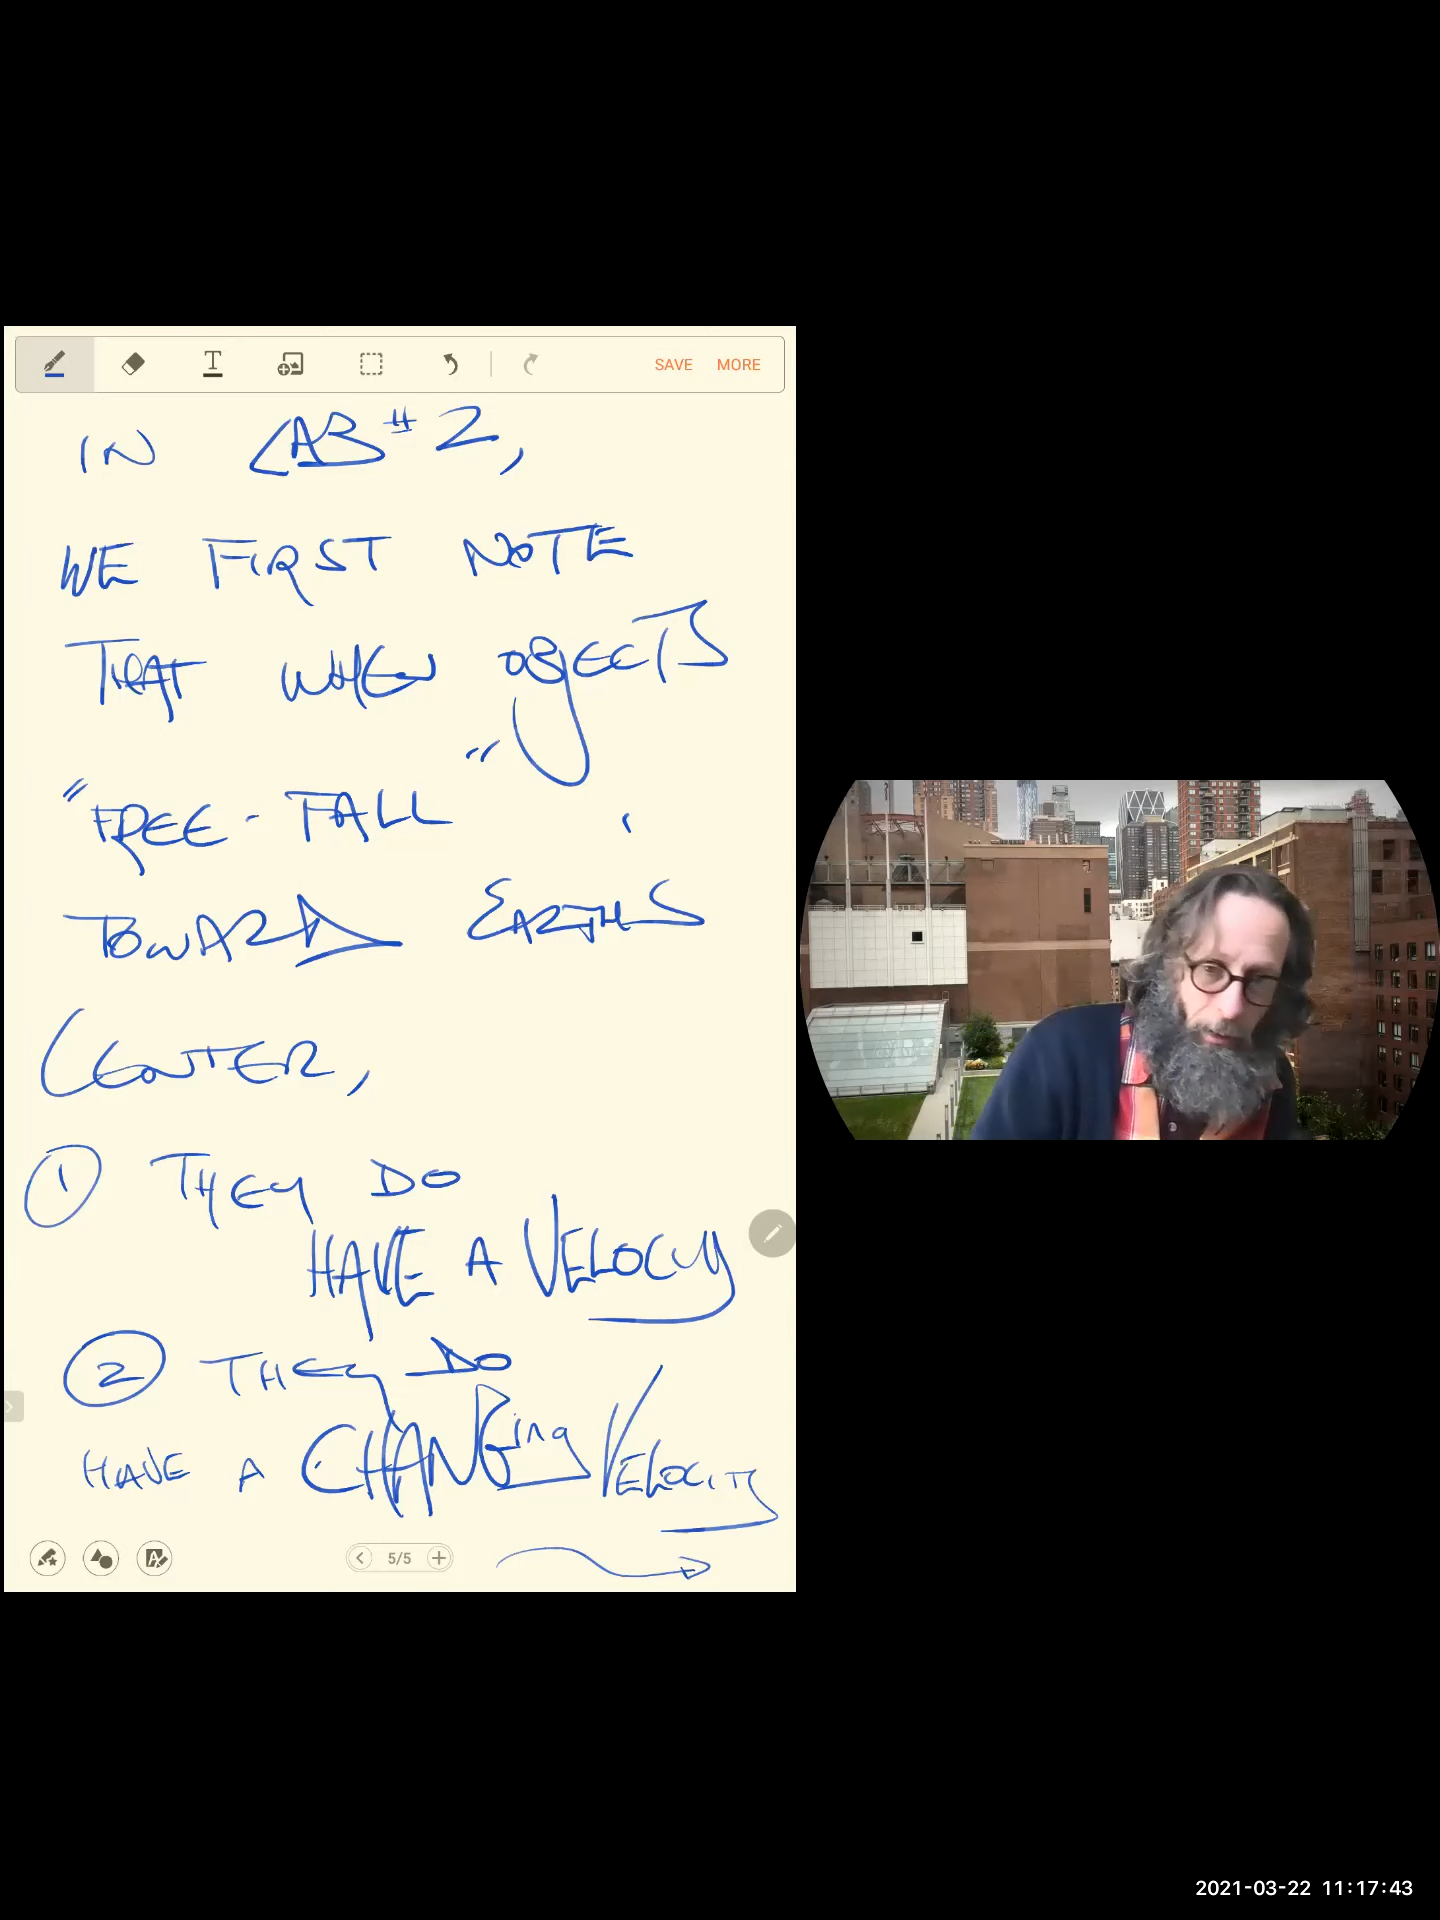 SAVE MORE
IN LAB #2,
WE FIRST NOTE
THAT WHEN OBJECTS
"FREE-FALL"
TOWARD EARTH'S
CENTER,
1 THEY DO
HAVE A VELOCITY
2 THEY DO
HAVE A CHANGing VELOCITY
5/5
2021-03-22 11:17:43